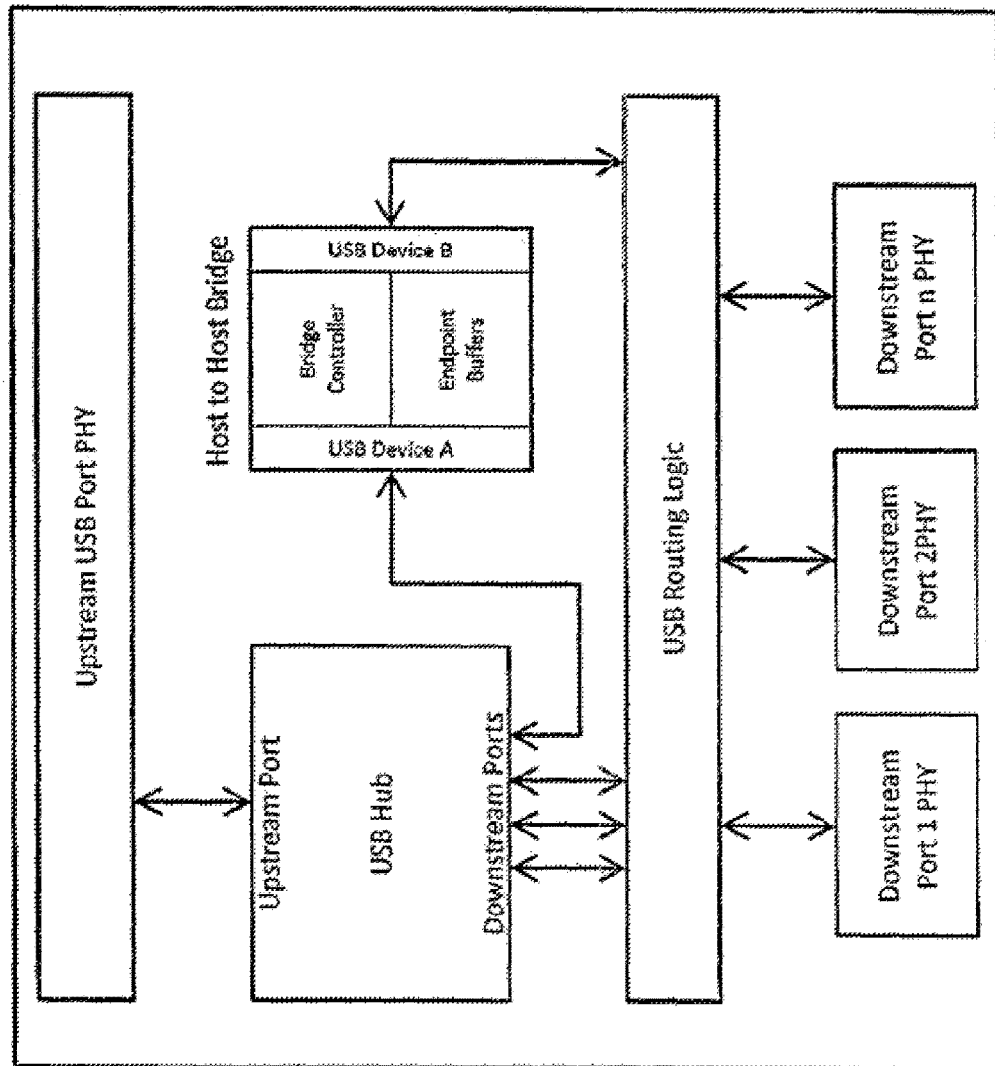 Upstream USB Port PHY
Upstream Port
USB Hub
Downstream Ports
Host to Host Bridge
USB Device A
Bridge
Controller
Endpoint
Buffers
USB Device B
USB Routing Logic
Downstream
Port 1 PHY
Downstream
Port 2PHY
Downstream
Port n PHY